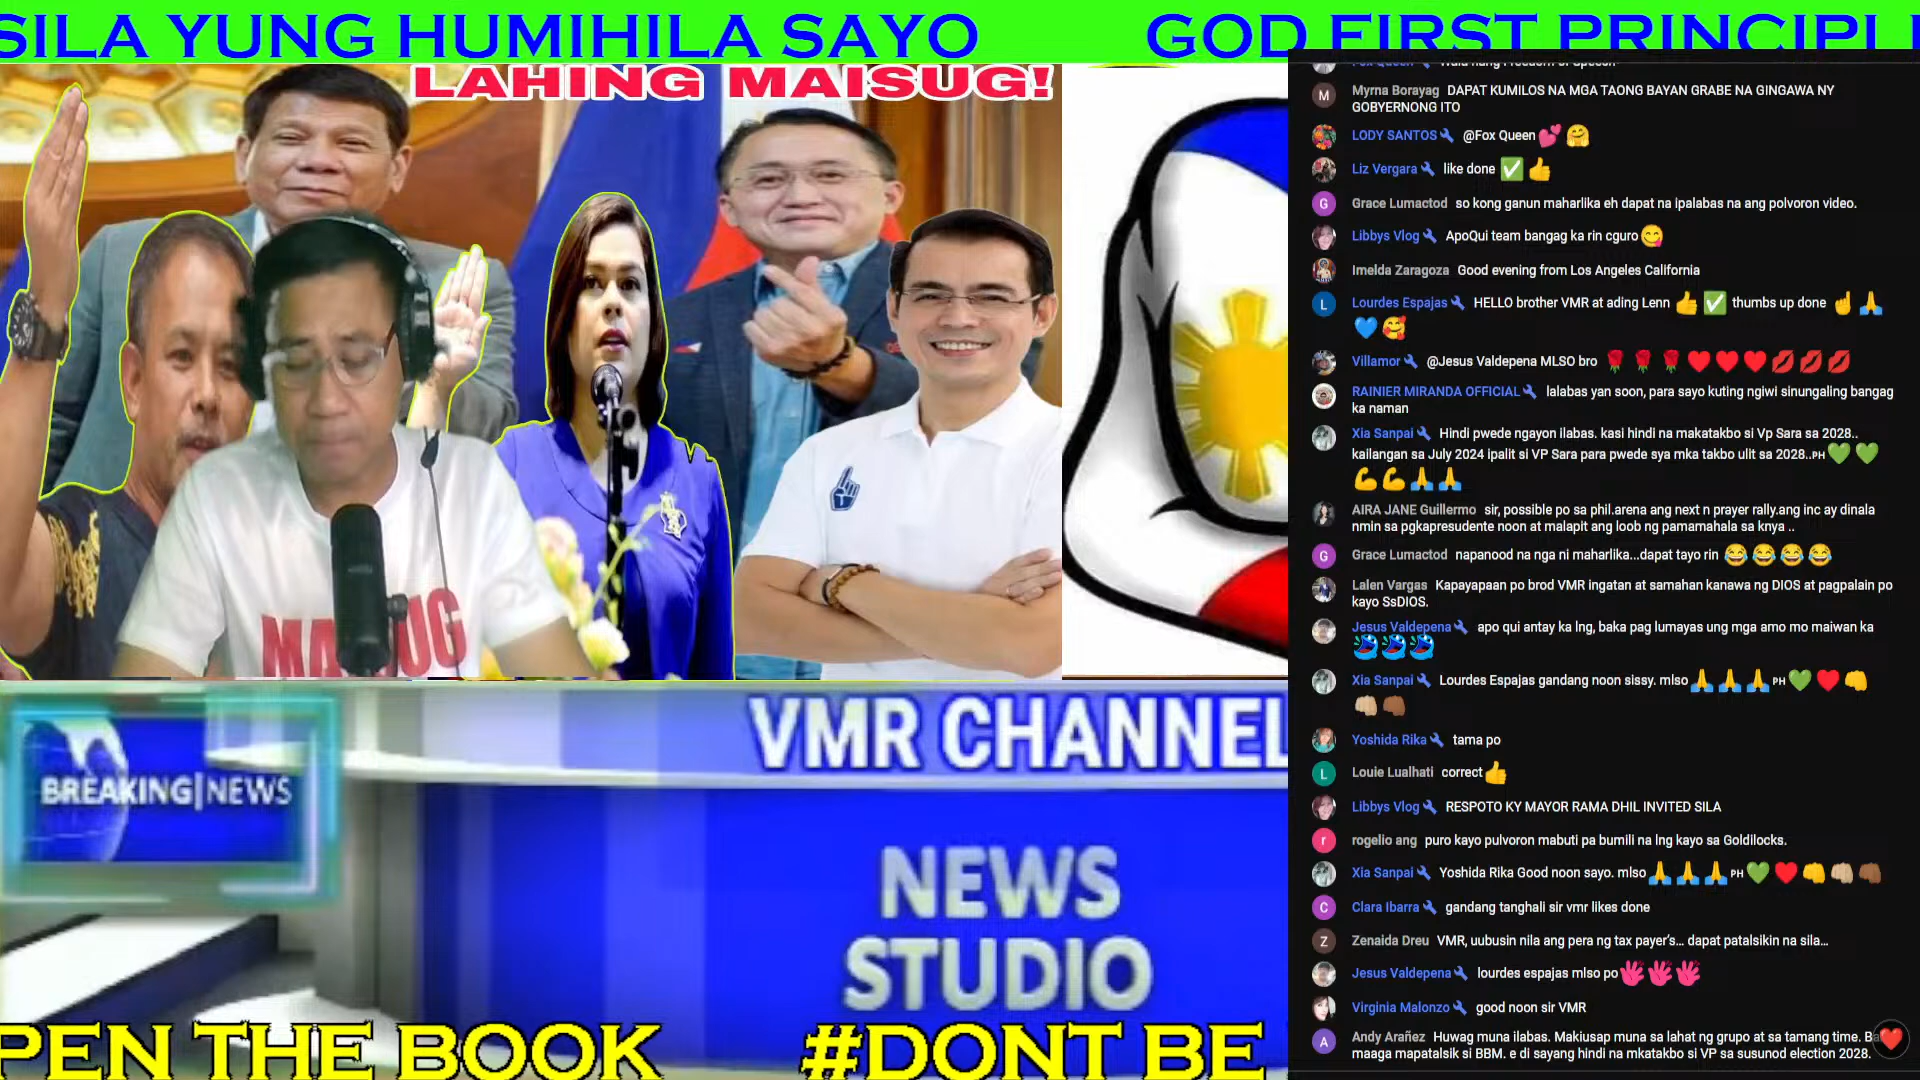 SILA YUNG HUMIHILA SAYO
GOD FIRST PRINCIPL
LAHING MAISUG!
MAISUG
BREAKING NEWS
VMR CHANNEL
NEWS
STUDIO
PEN THE BOOK
#DONT BE
Fox Queen wala nang Freedom of Speech
Myrna Borayag DAPAT KUMILOS NA MGA TAONG BAYAN GRABE NA GINGAWA NY
GOBYERNONG ITO
LODY SANTOS @Fox Queen 💕🤗
Liz Vergara like done ✅👍
G
Grace Lumactod so kong ganun maharlika eh dapat na ipalabas na ang polvoron video.
Libbys Vlog ApoQui team bangag ka rin cguro 😋
Imelda Zaragoza Good evening from Los Angeles California
L
Lourdes Espajas HELLO brother VMR at ading Lenn 👍✅ thumbs up done ☝️🙏
💙🥰
Villamor @Jesus Valdepena MLSO bro 🌹🌹🌹❤️❤️❤️💋💋💋
RAINIER MIRANDA OFFICIAL lalabas yan soon, para sayo kuting ngiwi sinungaling bangag
ka naman
Xia Sanpai Hindi pwede ngayon ilabas. kasi hindi na makatakbo si Vp Sara sa 2028..
kailangan sa July 2024 ipalit si VP Sara para pwede sya mka takbo ulit sa 2028..PH💚💚
💪💪🙏🙏
AIRA JANE Guillermo sir, possible po sa phil.arena ang next n prayer rally.ang inc ay dinala
nmin sa pgkapresudente noon at malapit ang loob ng pamamahala sa knya ..
G
Grace Lumactod napanood na nga ni maharlika...dapat tayo rin 😂😂😂😂
Lalen Vargas Kapayapaan po brod VMR ingatan at samahan kanawa ng DIOS at pagpalain po
kayo SsDIOS.
Jesus Valdepena apo qui antay ka lng, baka pag lumayas ung mga amo mo maiwan ka
Xia Sanpai Lourdes Espajas gandang noon sissy. mlso 🙏🙏🙏PH💚❤️👊
👊🏼👊🏾
Yoshida Rika tama po
L
Louie Lualhati correct 👍
Libbys Vlog RESPOTO KY MAYOR RAMA DHIL INVITED SILA
r
rogelio ang puro kayo pulvoron mabuti pa bumili na lng kayo sa Goldilocks.
Xia Sanpai Yoshida Rika Good noon sayo. mlso 🙏🙏🙏PH💚❤️👊👊🏼👊🏾
C
Clara Ibarra gandang tanghali sir vmr likes done
Z
Zenaida Dreu VMR, uubusin nila ang pera ng tax payer's... dapat patalsikin na sila...
Jesus Valdepena lourdes espajas mlso po
Virginia Malonzo good noon sir VMR
A
Andy Arañez Huwag muna ilabas. Makiusap muna sa lahat ng grupo at sa tamang time.
maaga mapatalsik si BBM. e di sayang hindi na mkatakbo si VP sa susunod election 2028.